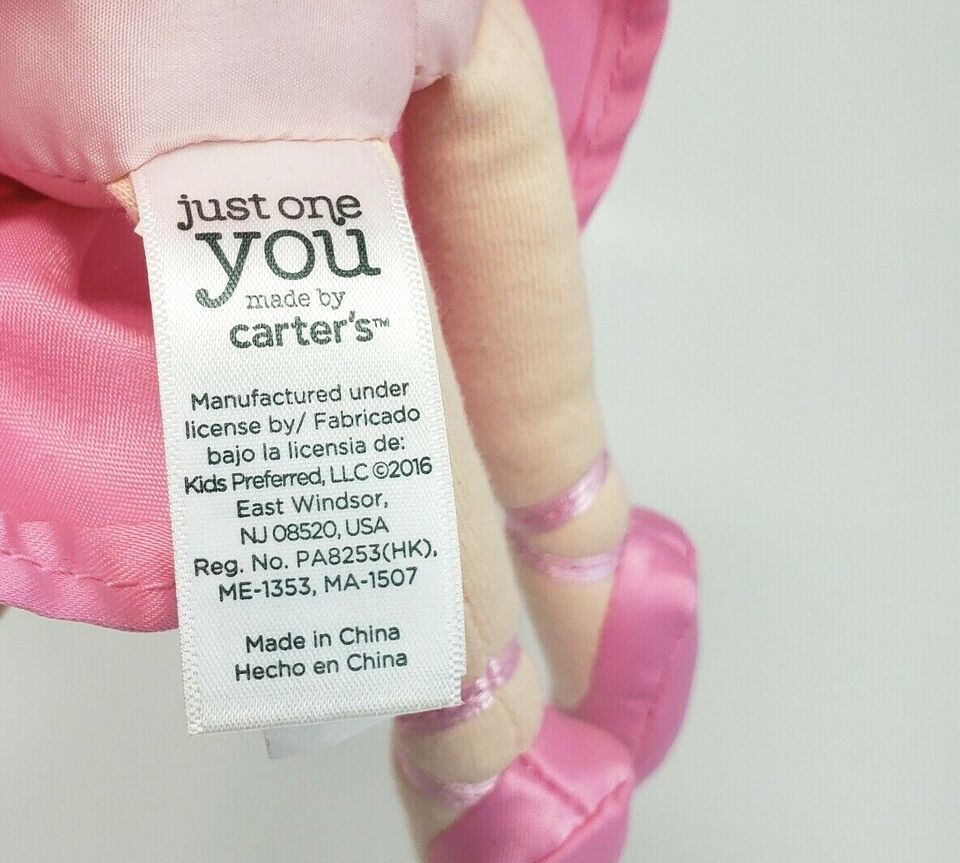 just one
you
made by
carter's™
Manufactured under
license by/ Fabricado
bajo la licensia de:
Kids Preferred, LLC ©2016
East Windsor,
NJ 08520, USA
Reg. No. PA8253(HK),
ME-1353, MA-1507
Made in China
Hecho en China